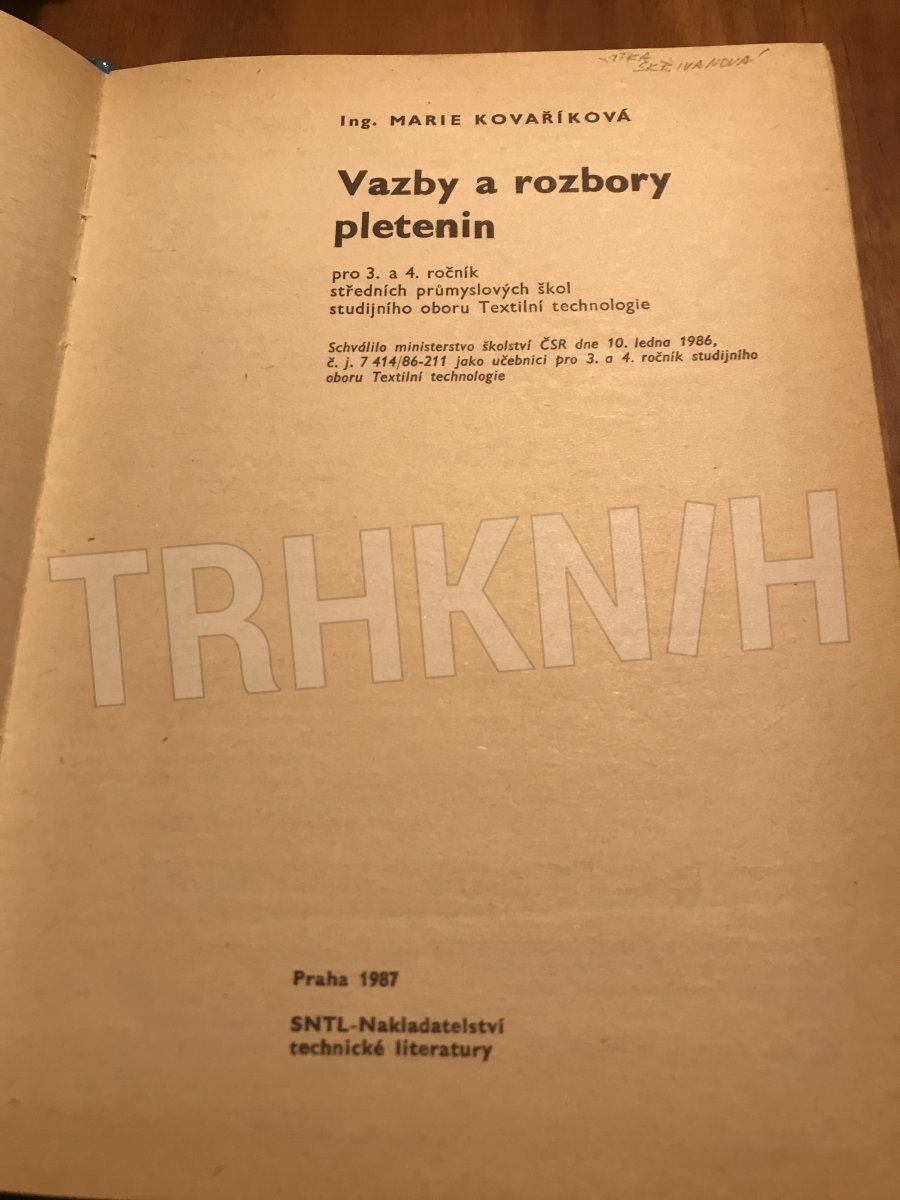 SKŘIVANOVÁ
Ing. MARIE KOVAŘÍKOVÁ
Vazby a rozbory
pletenin
pro 3. a 4. ročník
středních průmyslových škol
studijního oboru Textilní technologie
Schválilo ministerstvo školství ČSR dne 10. ledna 1986,
č. j. 7 414/86-211 jako učebnici pro 3. a 4. ročník studijního
oboru Textilní technologie
TRHKNIH
Praha 1987
SNTL-Nakladatelství
technické literatury